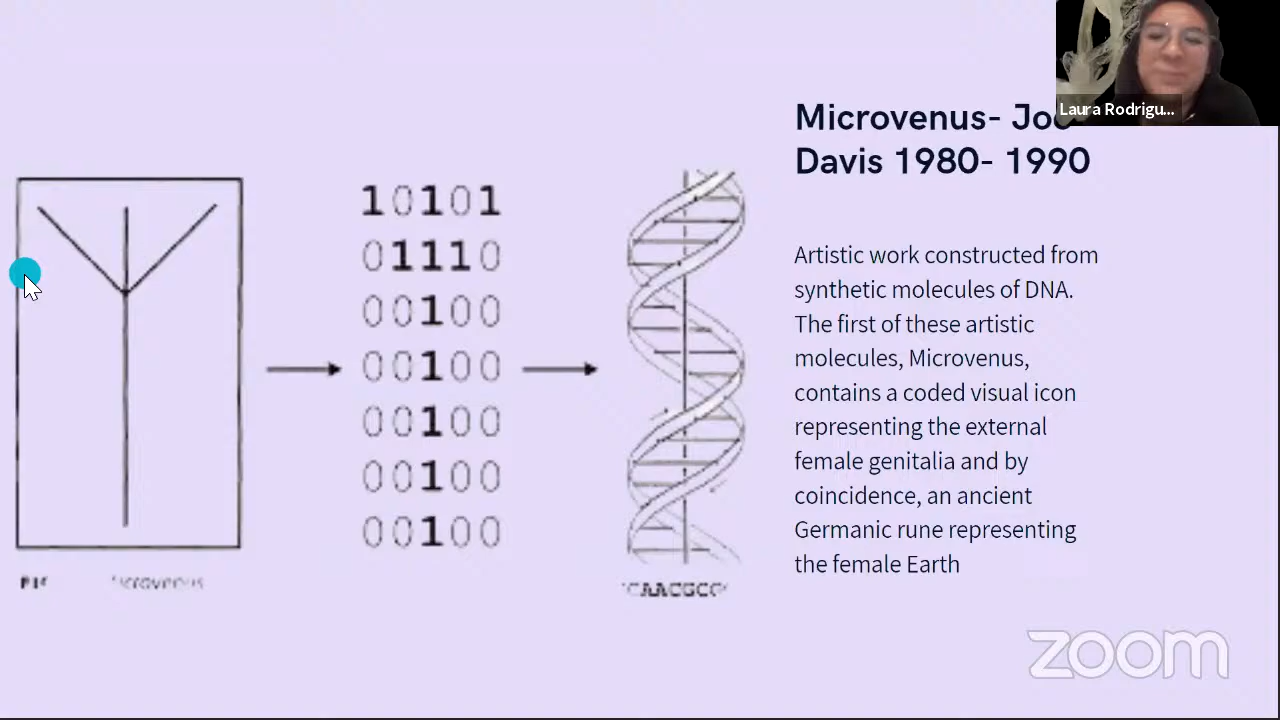 Laura Rodrigu...
Microvenus- Joe
Davis 1980- 1990
10101
01110
00100
00100
00100
00100
00100
Artistic work constructed from
synthetic molecules of DNA.
The first of these artistic
molecules, Microvenus,
contains a coded visual icon
representing the external
female genitalia and by
coincidence, an ancient
Germanic rune representing
the female Earth
CAACGCC
zoom